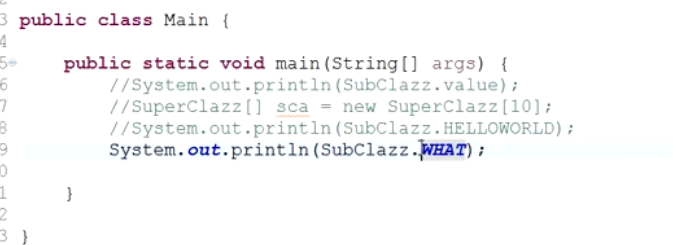 3 public class Main {
4
5 public static void main(String[] args) {
6 //System.out.println(SubClazz.value);
7 //SuperClazz[] sca = new SuperClazz[10];
8 //System.out.println(SubClazz.HELLOWORLD);
9 System.out.println(SubClazz.WHAT);
0
1 }
2
3 }